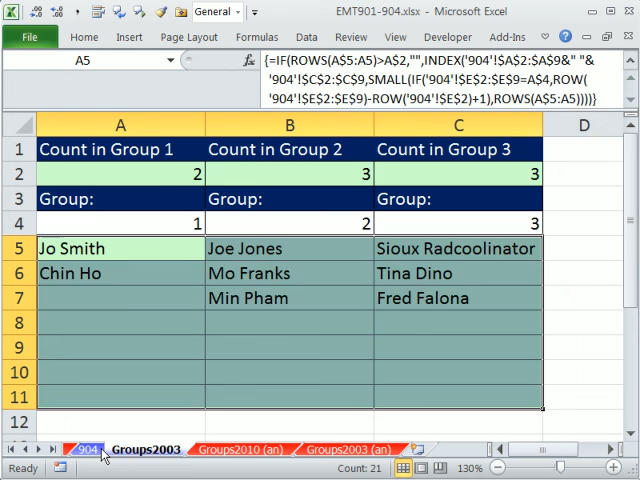 EMT901-904.xlsx - Microsoft Excel
General
File Home Insert Page Layout Formulas Data Review View Developer Add-Ins
A5 fx {=IF(ROWS(A$5:A5)>A$2,"",INDEX('904'!$A$2:$A$9&" "&
'904'!$C$2:$C$9,SMALL(IF('904'!$E$2:$E$9=A$4,ROW(
'904'!$E$2:$E$9)-ROW('904'!$E$2)+1),ROWS(A$5:A5))))}
A B C D
1 Count in Group 1 Count in Group 2 Count in Group 3
2 2 3 3
3 Group: Group: Group:
4 1 2 3
5 Jo Smith Joe Jones Sioux Radcoolinator
6 Chin Ho Mo Franks Tina Dino
7 Min Pham Fred Falona
8
9
10
11
12
904 Groups2003 Groups2010 (an) Groups2003 (an)
Ready Count: 21 130%